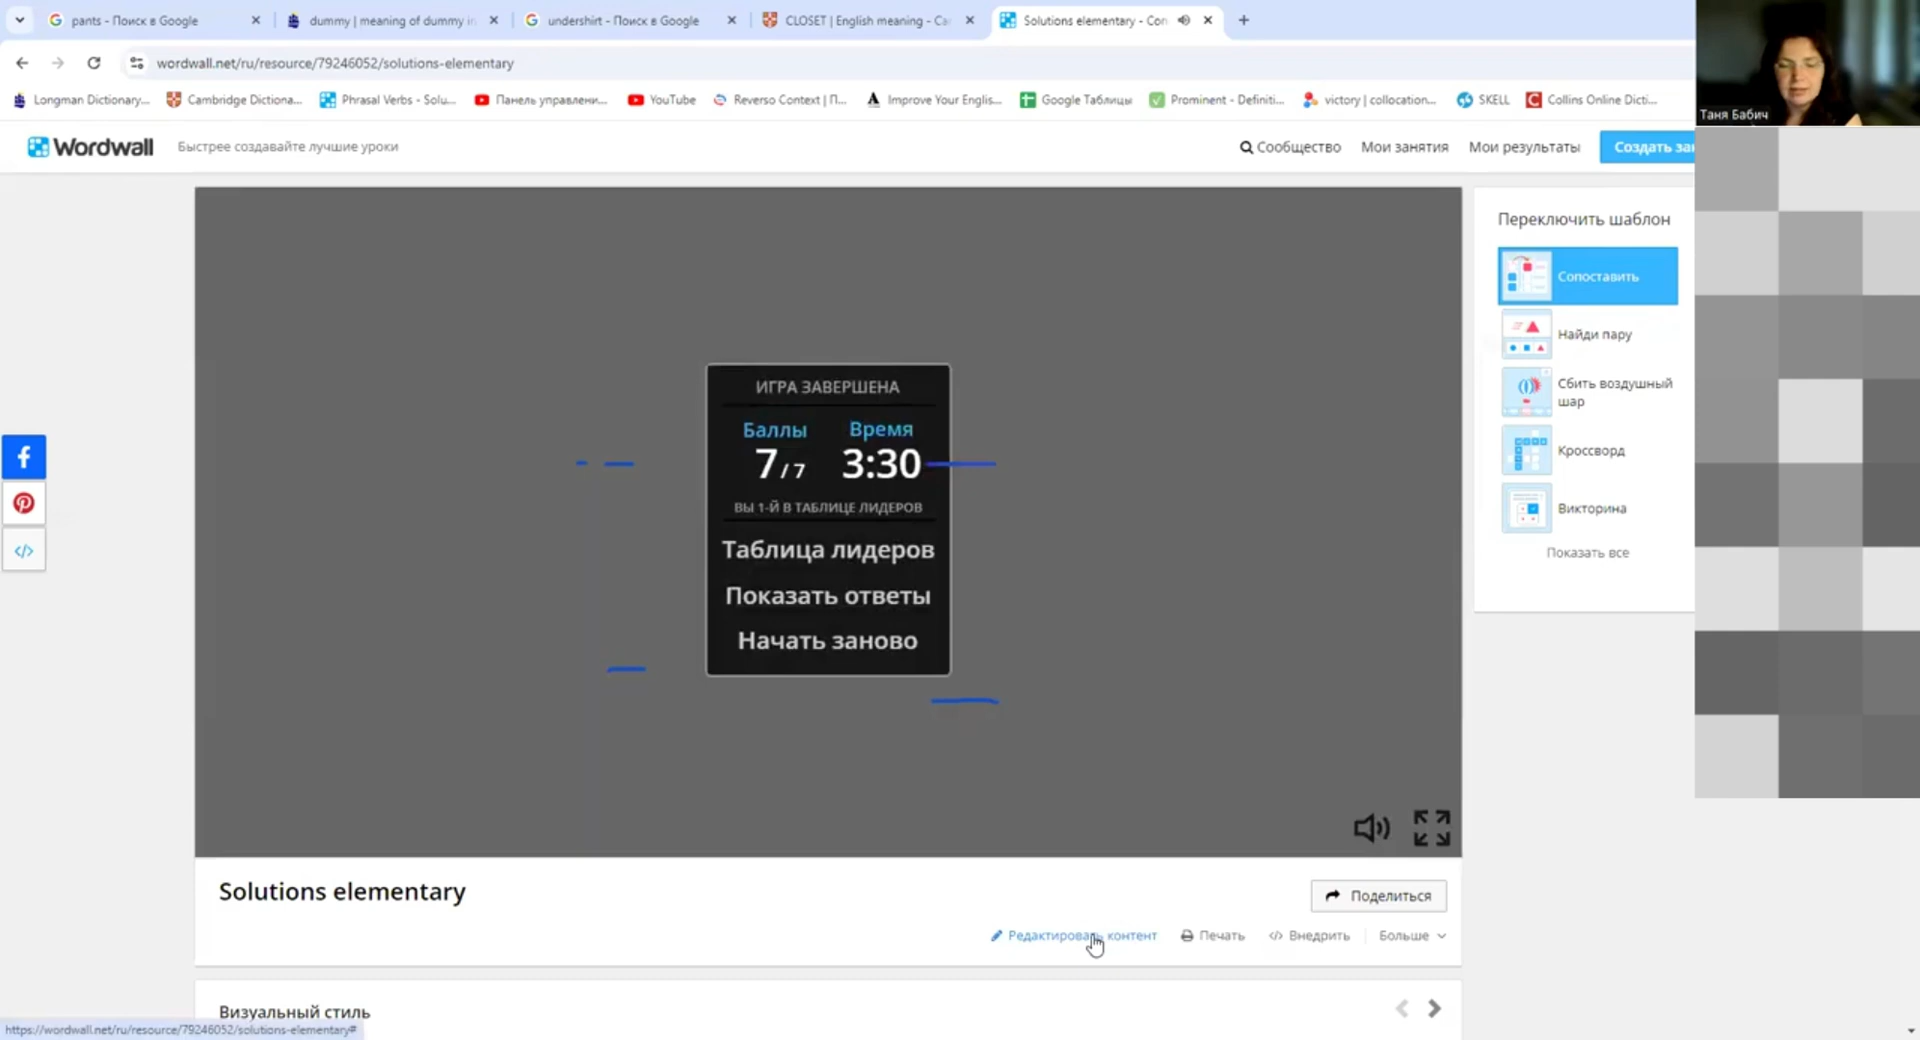 pants - Поиск в Google
dummy | meaning of dummy in
undershirt - Поиск в Google
CLOSET | English meaning - Ca
Solutions elementary - Con
wordwall.net/ru/resource/79246052/solutions-elementary
Longman Dictionary...
Cambridge Dictiona...
Phrasal Verbs - Solu...
Панель управлени...
YouTube
Reverso Context | П...
Improve Your Englis...
Google Таблицы
Prominent - Definiti...
victory | collocation...
SKELL
Collins Online Dicti...
Таня Бабич
Wordwall
Быстрее создавайте лучшие уроки
Сообщество
Мои занятия
Мои результаты
Создать зан
Переключить шаблон
Сопоставить
Найди пару
Сбить воздушный
шар
Кроссворд
Викторина
Показать все
ИГРА ЗАВЕРШЕНА
Баллы Время
7/7 3:30
ВЫ 1-Й В ТАБЛИЦЕ ЛИДЕРОВ
Таблица лидеров
Показать ответы
Начать заново
Solutions elementary
Поделиться
Редактировать контент
Печать
Внедрить
Больше
Визуальный стиль
https://wordwall.net/ru/resource/79246052/solutions-elementary#